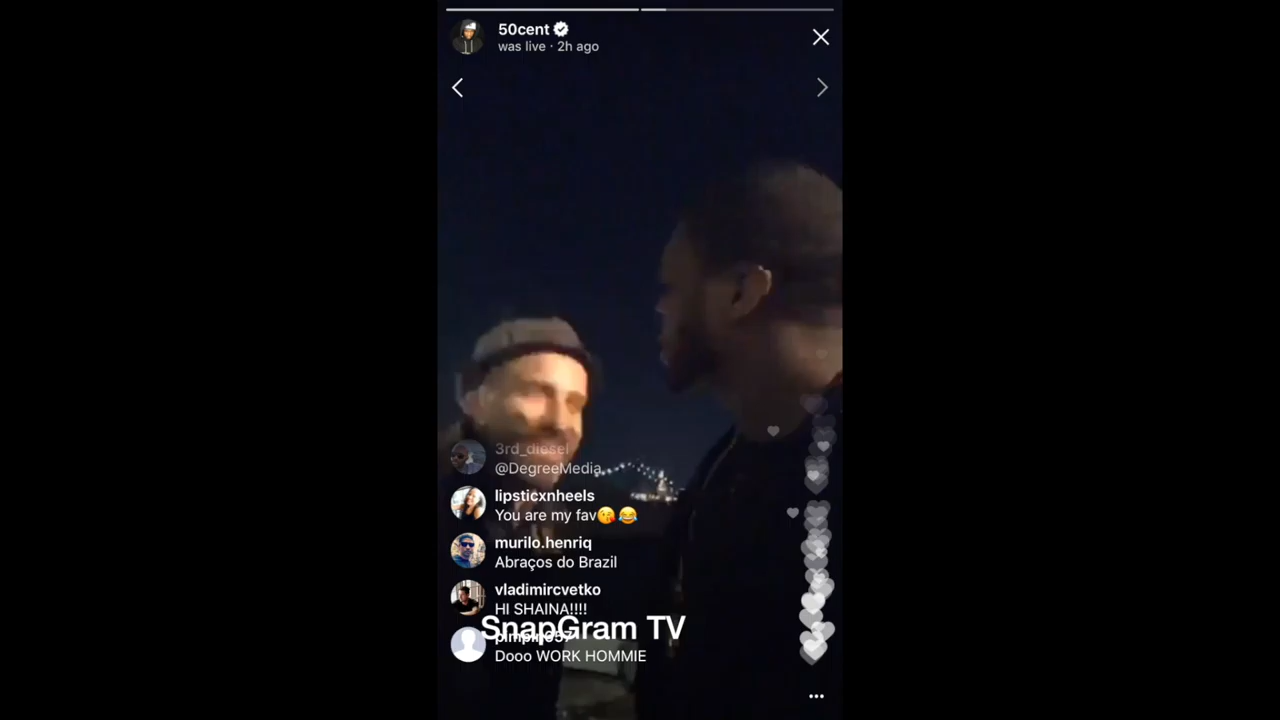 50cent
was live · 2h ago
3rd_diesel
@DegreeMedia
lipsticxnheels
You are my fav😘😂
murilo.henriq
Abraços do Brazil
vladimircvetko
HI SHAINA!!!!
SnapGram TV
Dooo WORK HOMMIE